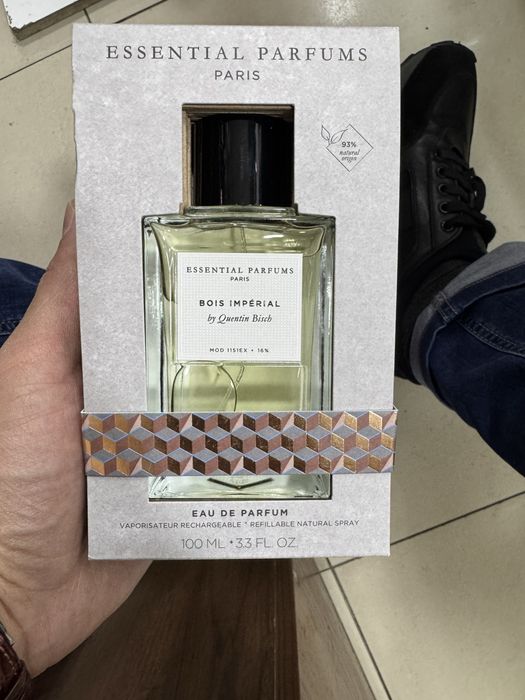 ESSENTIAL PARFUMS
PARIS
93%
natural
origin
ESSENTIAL PARFUMS
PARIS
BOIS IMPÉRIAL
by Quentin Bisch
MOD 1151EX • 16%
EAU DE PARFUM
VAPORISATEUR RECHARGEABLE * REFILLABLE NATURAL SPRAY
100 ML • 3.3 FL. OZ.